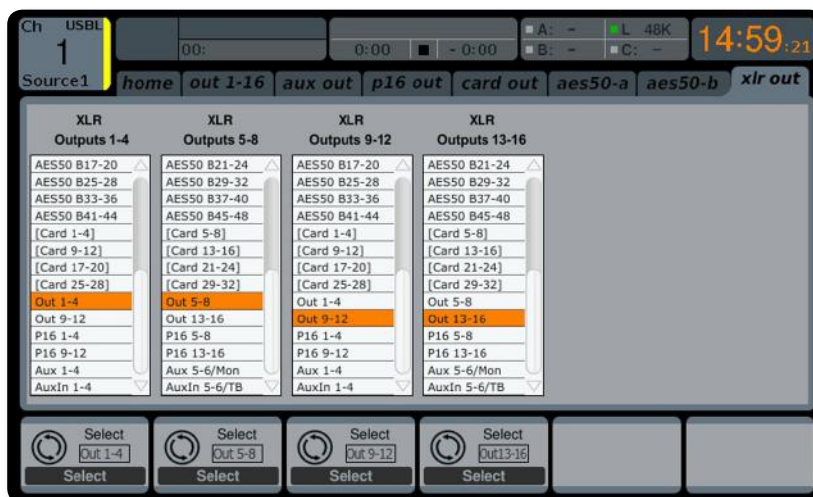 Ch USBL
1
Source1
00:
0:00 - 0:00
A: - L 48K
B: - C: -
14:59:21
home out 1-16 aux out p16 out card out aes50-a aes50-b xlr out
XLR
Outputs 1-4
XLR
Outputs 5-8
XLR
Outputs 9-12
XLR
Outputs 13-16
AES50 B17-20
AES50 B25-28
AES50 B33-36
AES50 B41-44
[Card 1-4]
[Card 9-12]
[Card 17-20]
[Card 25-28]
Out 1-4
Out 9-12
P16 1-4
P16 9-12
Aux 1-4
AuxIn 1-4
AES50 B21-24
AES50 B29-32
AES50 B37-40
AES50 B45-48
[Card 5-8]
[Card 13-16]
[Card 21-24]
[Card 29-32]
Out 5-8
Out 13-16
P16 5-8
P16 13-16
Aux 5-6/Mon
AuxIn 5-6/TB
AES50 B17-20
AES50 B25-28
AES50 B33-36
AES50 B41-44
[Card 1-4]
[Card 9-12]
[Card 17-20]
[Card 25-28]
Out 1-4
Out 9-12
P16 1-4
P16 9-12
Aux 1-4
AuxIn 1-4
AES50 B21-24
AES50 B29-32
AES50 B37-40
AES50 B45-48
[Card 5-8]
[Card 13-16]
[Card 21-24]
[Card 29-32]
Out 5-8
Out 13-16
P16 5-8
P16 13-16
Aux 5-6/Mon
AuxIn 5-6/TB
Select
Out 1-4
Select
Select
Out 5-8
Select
Select
Out 9-12
Select
Select
Out13-16
Select